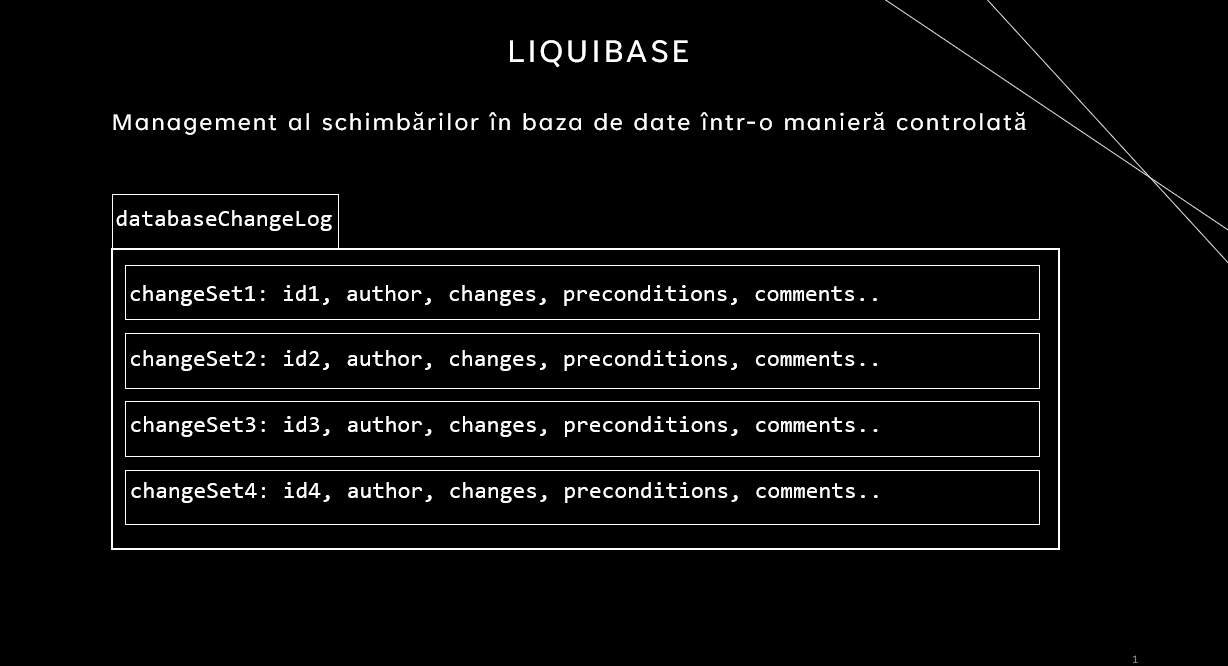 LIQUIBASE
Management al schimbărilor în baza de date într-o manieră controlată
databaseChangeLog
changeSet1: id1, author, changes, preconditions, comments..
changeSet2: id2, author, changes, preconditions, comments..
changeSet3: id3, author, changes, preconditions, comments..
changeSet4: id4, author, changes, preconditions, comments..
1